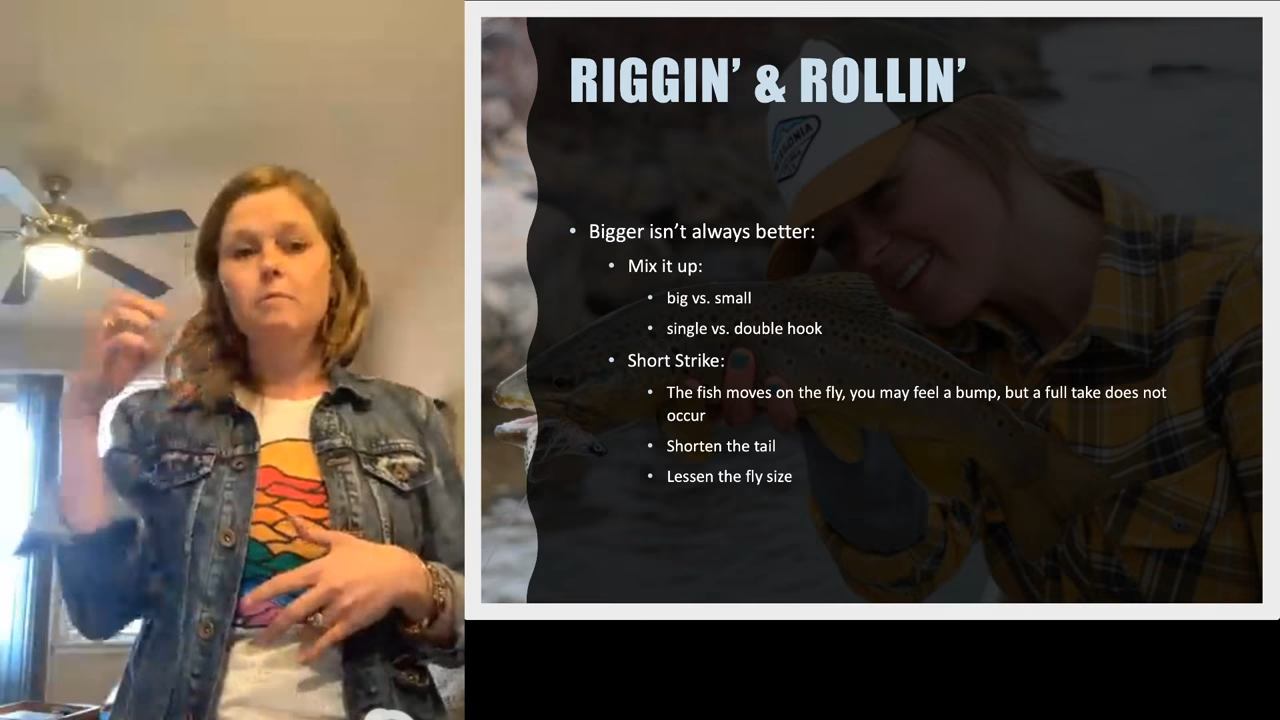 RIGGIN’ & ROLLIN’
• Bigger isn’t always better:
• Mix it up:
• big vs. small
• single vs. double hook
• Short Strike:
• The fish moves on the fly, you may feel a bump, but a full take does not
occur
• Shorten the tail
• Lessen the fly size